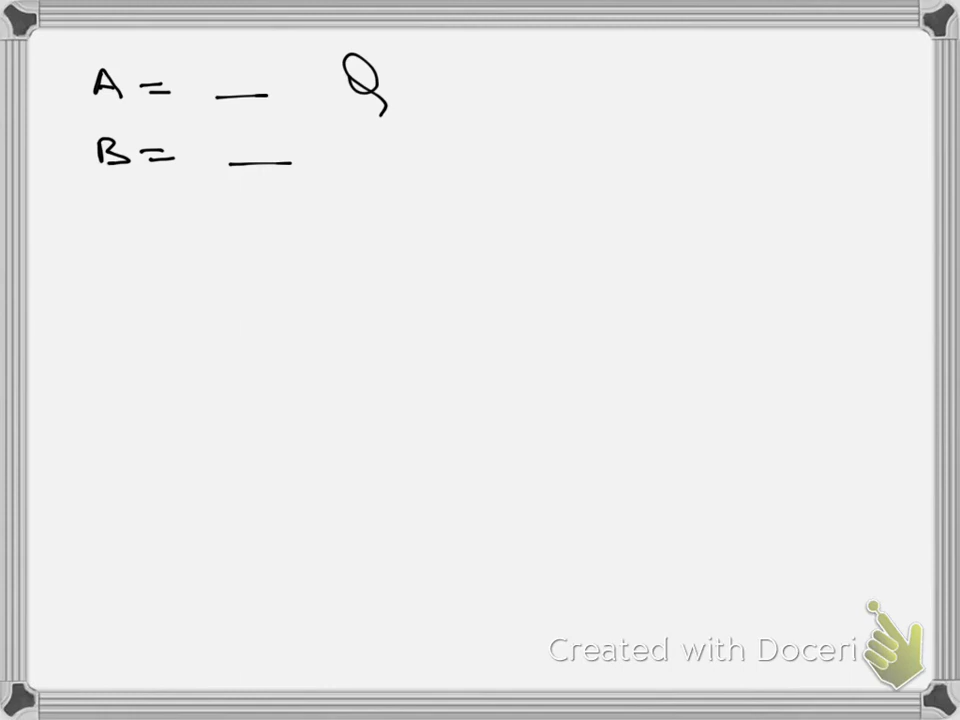 A = __ Q
B = __
Created with Doceri